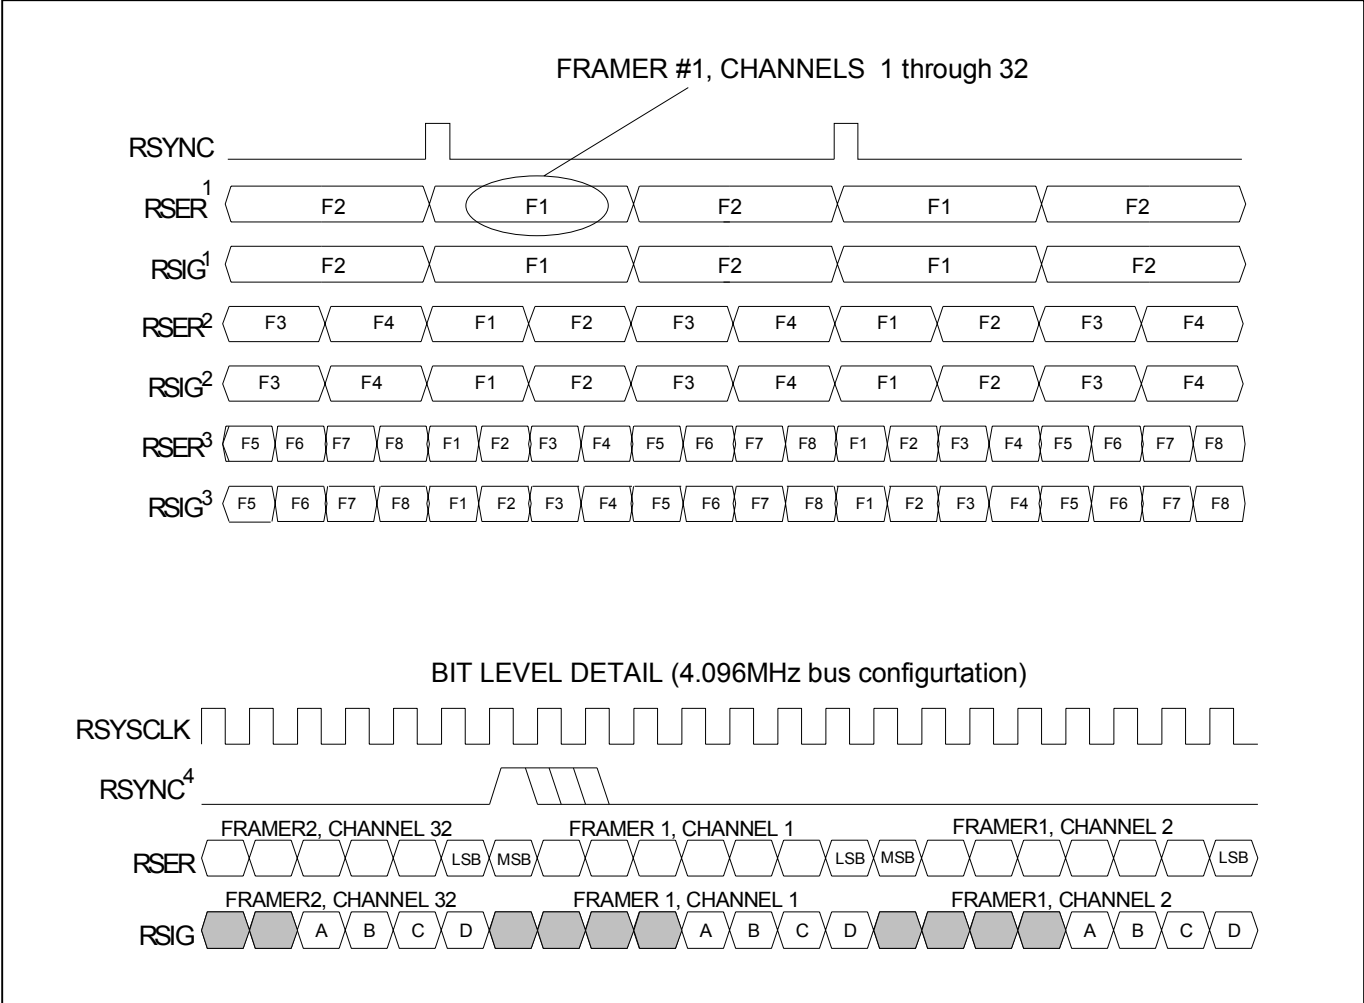 FRAMER #1, CHANNELS 1 through 32
RSYNC
RSER1 F2 F1 F2 F1 F2
RSIG1 F2 F1 F2 F1 F2
RSER2 F3 F4 F1 F2 F3 F4 F1 F2 F3 F4
RSIG2 F3 F4 F1 F2 F3 F4 F1 F2 F3 F4
RSER3 F5 F6 F7 F8 F1 F2 F3 F4 F5 F6 F7 F8 F1 F2 F3 F4 F5 F6 F7 F8
RSIG3 F5 F6 F7 F8 F1 F2 F3 F4 F5 F6 F7 F8 F1 F2 F3 F4 F5 F6 F7 F8
BIT LEVEL DETAIL (4.096MHz bus configurtation)
RSYSCLK
RSYNC4
FRAMER2, CHANNEL 32 FRAMER 1, CHANNEL 1 FRAMER1, CHANNEL 2
RSER LSB MSB LSB MSB LSB
FRAMER2, CHANNEL 32 FRAMER 1, CHANNEL 1 FRAMER1, CHANNEL 2
RSIG A B C D A B C D A B C D